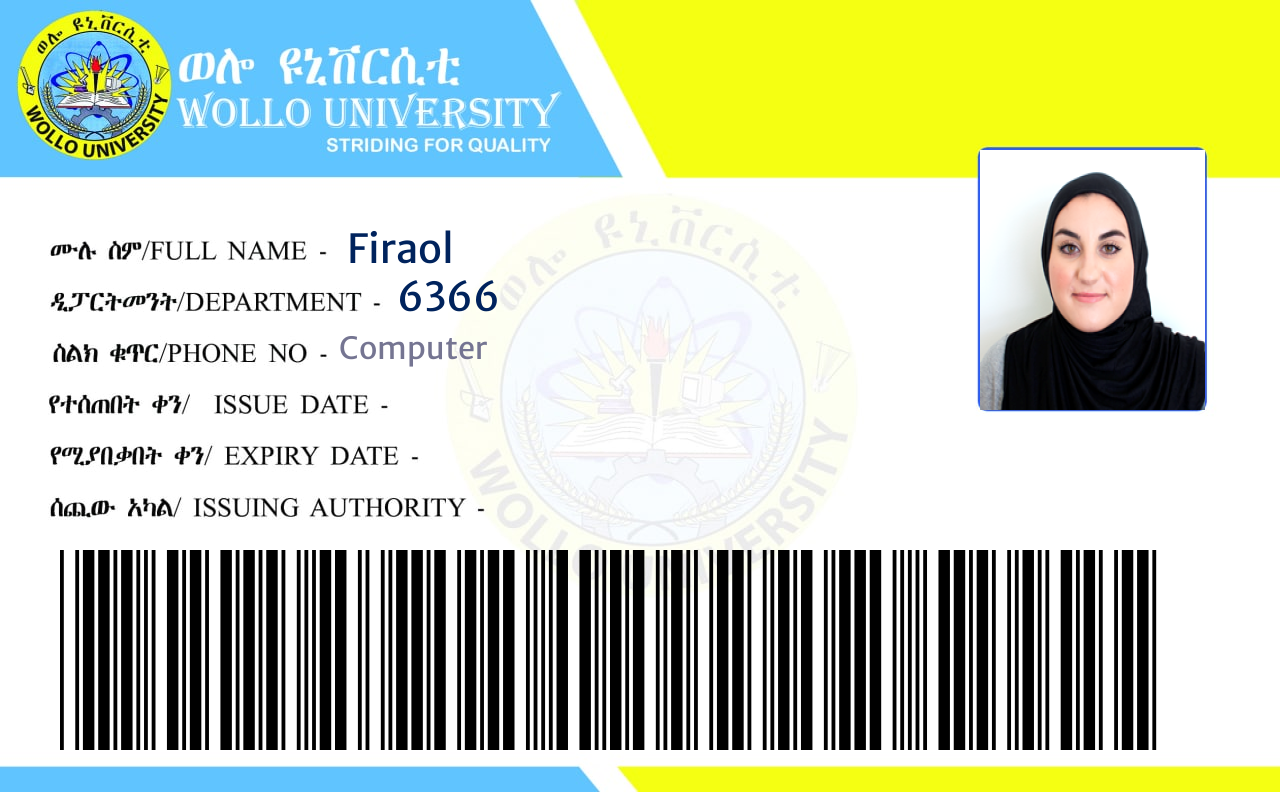 ወሎ ዩኒቨርሲቲ
WOLLO UNIVERSITY
ወሎ ዩኒቨርሲቲ
WOLLO UNIVERSITY
STRIDING FOR QUALITY
ሙሉ ስም/FULL NAME - Firaol
ዲፓርትመንት/DEPARTMENT - 6366
ስልክ ቁጥር/PHONE NO - Computer
የተሰጠበት ቀን/ ISSUE DATE -
የሚያበቃበት ቀን/ EXPIRY DATE -
ሰጪው አካል/ ISSUING AUTHORITY -
ወሎ ዩኒቨርሲቲ
WOLLO UNIVERSITY